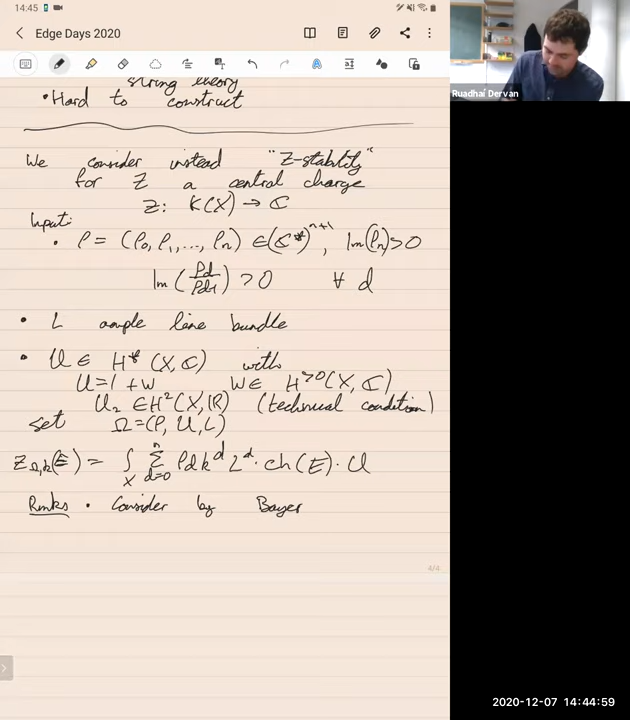 14:45
Edge Days 2020
string theory
• Hard to construct
We consider instead "Z-stability"
for Z a central charge
Z: K(X) → ℂ
Input:
• ρ = (ρ₀, ρ₁, ..., ρₙ) ∈ (ℂ*)ⁿ⁺¹, Im(ρₙ) > 0
Im(ρd/ρd+1) > 0 ∀ d
• L ample line bundle
• U ∈ H*(X, ℂ) with
U = 1 + W W ∈ H^{>0}(X, ℂ)
U₂ ∈ H²(X, ℝ) (technical condition)
set Ω = (ρ, U, L)
Z_{Ω,k}(E) = ∫_X Σ_{d=0}^{n} ρd k^d L^d · ch(E) · U
Rmks • Consider by Bayer
4/4
Ruadhaí Dervan
2020-12-07 14:44:59